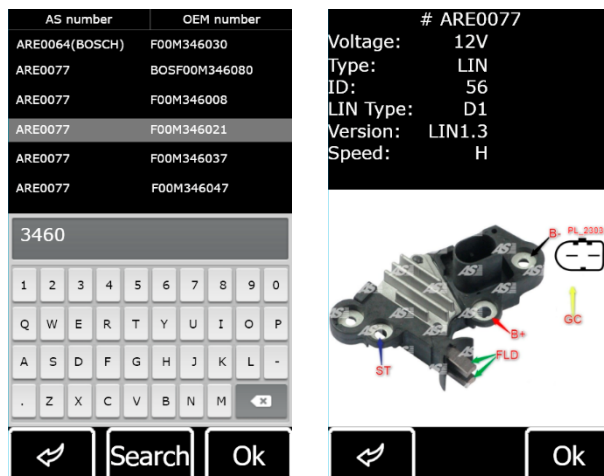 AS number OEM number
ARE0064(BOSCH) F00M346030
ARE0077 BOSF00M346080
ARE0077 F00M346008
ARE0077 F00M346021
ARE0077 F00M346037
ARE0077 F00M346047
3460
1 2 3 4 5 6 7 8 9 0
Q W E R T Y U I O P
A S D F G H J K L -
. Z X C V B N M
Search Ok
# ARE0077
Voltage: 12V
Type: LIN
ID: 56
LIN Type: D1
Version: LIN1.3
Speed: H
B- PL_2303
GC
B+
FLD
ST
AS
Ok